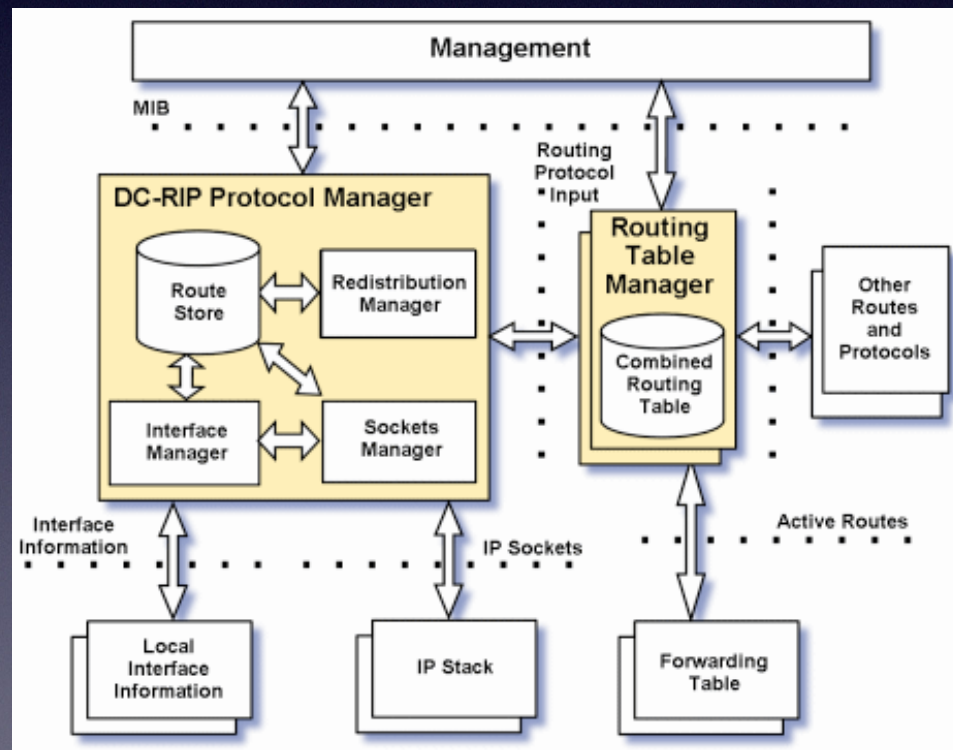 Management
MIB
Routing
Protocol
Input
DC-RIP Protocol Manager
Route
Store
Redistribution
Manager
Interface
Manager
Sockets
Manager
Routing
Table
Manager
Combined
Routing
Table
Other
Routes
and
Protocols
Interface
Information
IP Sockets
Active Routes
Local
Interface
Information
IP Stack
Forwarding
Table